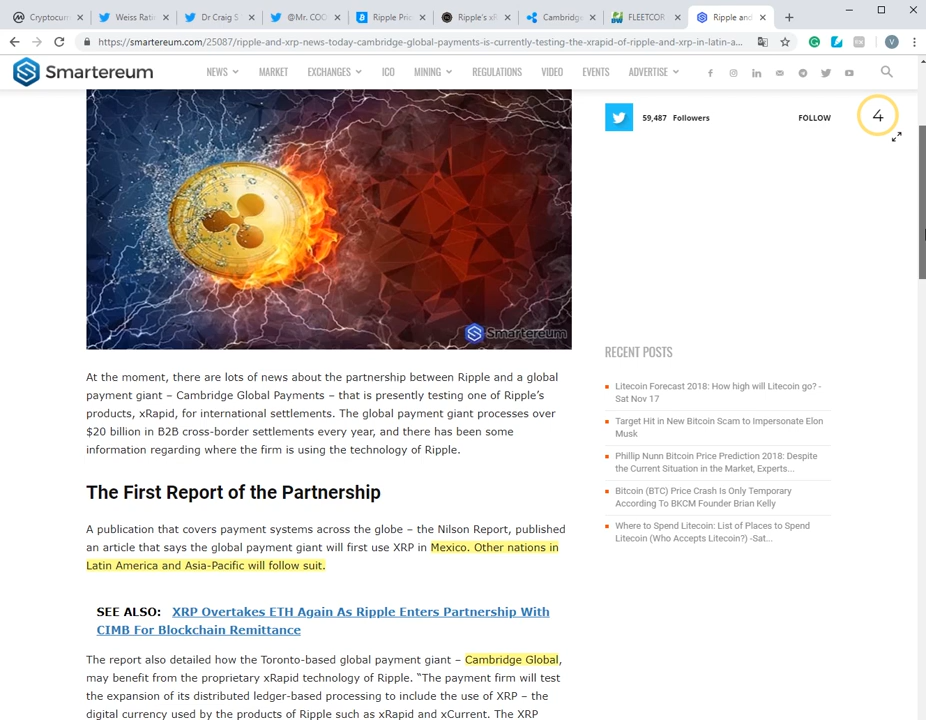 Cryptocum
Weiss Rati
Dr Craig S
@Mr. COD
Ripple Pric
Ripple's xR
Cambridge
FLEETCOR
Ripple and
https://smartereum.com/25087/ripple-and-xrp-news-today-cambridge-global-payments-is-currently-testing-the-xrapid-of-ripple-and-xrp-in-latin-a...
V
Smartereum
NEWS
MARKET
EXCHANGES
ICO
MINING
REGULATIONS
VIDEO
EVENTS
ADVERTISE
59,487 Followers
FOLLOW
4
Smartereum
At the moment, there are lots of news about the partnership between Ripple and a global
payment giant – Cambridge Global Payments – that is presently testing one of Ripple's
products, xRapid, for international settlements. The global payment giant processes over
$20 billion in B2B cross-border settlements every year, and there has been some
information regarding where the firm is using the technology of Ripple.
The First Report of the Partnership
A publication that covers payment systems across the globe – the Nilson Report, published
an article that says the global payment giant will first use XRP in Mexico. Other nations in
Latin America and Asia-Pacific will follow suit.
SEE ALSO: XRP Overtakes ETH Again As Ripple Enters Partnership With
CIMB For Blockchain Remittance
The report also detailed how the Toronto-based global payment giant – Cambridge Global,
may benefit from the proprietary xRapid technology of Ripple. “The payment firm will test
the expansion of its distributed ledger-based processing to include the use of XRP – the
digital currency used by the products of Ripple such as xRapid and xCurrent. The XRP
RECENT POSTS
Litecoin Forecast 2018: How high will Litecoin go? -
Sat Nov 17
Target Hit in New Bitcoin Scam to Impersonate Elon
Musk
Phillip Nunn Bitcoin Price Prediction 2018: Despite
the Current Situation in the Market, Experts...
Bitcoin (BTC) Price Crash Is Only Temporary
According To BKCM Founder Brian Kelly
Where to Spend Litecoin: List of Places to Spend
Litecoin (Who Accepts Litecoin?) -Sat...